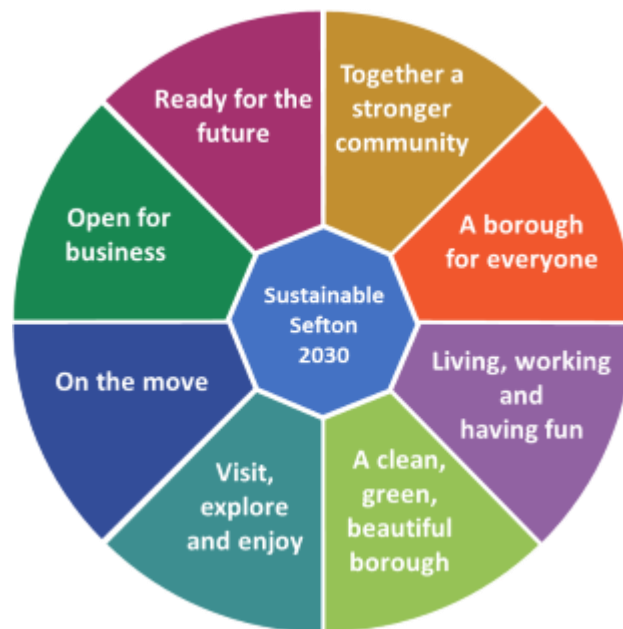 Together a
stronger
community
A borough
for everyone
Living, working
and
having fun
A clean,
green,
beautiful
borough
Visit,
explore
and enjoy
On the move
Open for
business
Ready for the
future
Sustainable
Sefton
2030